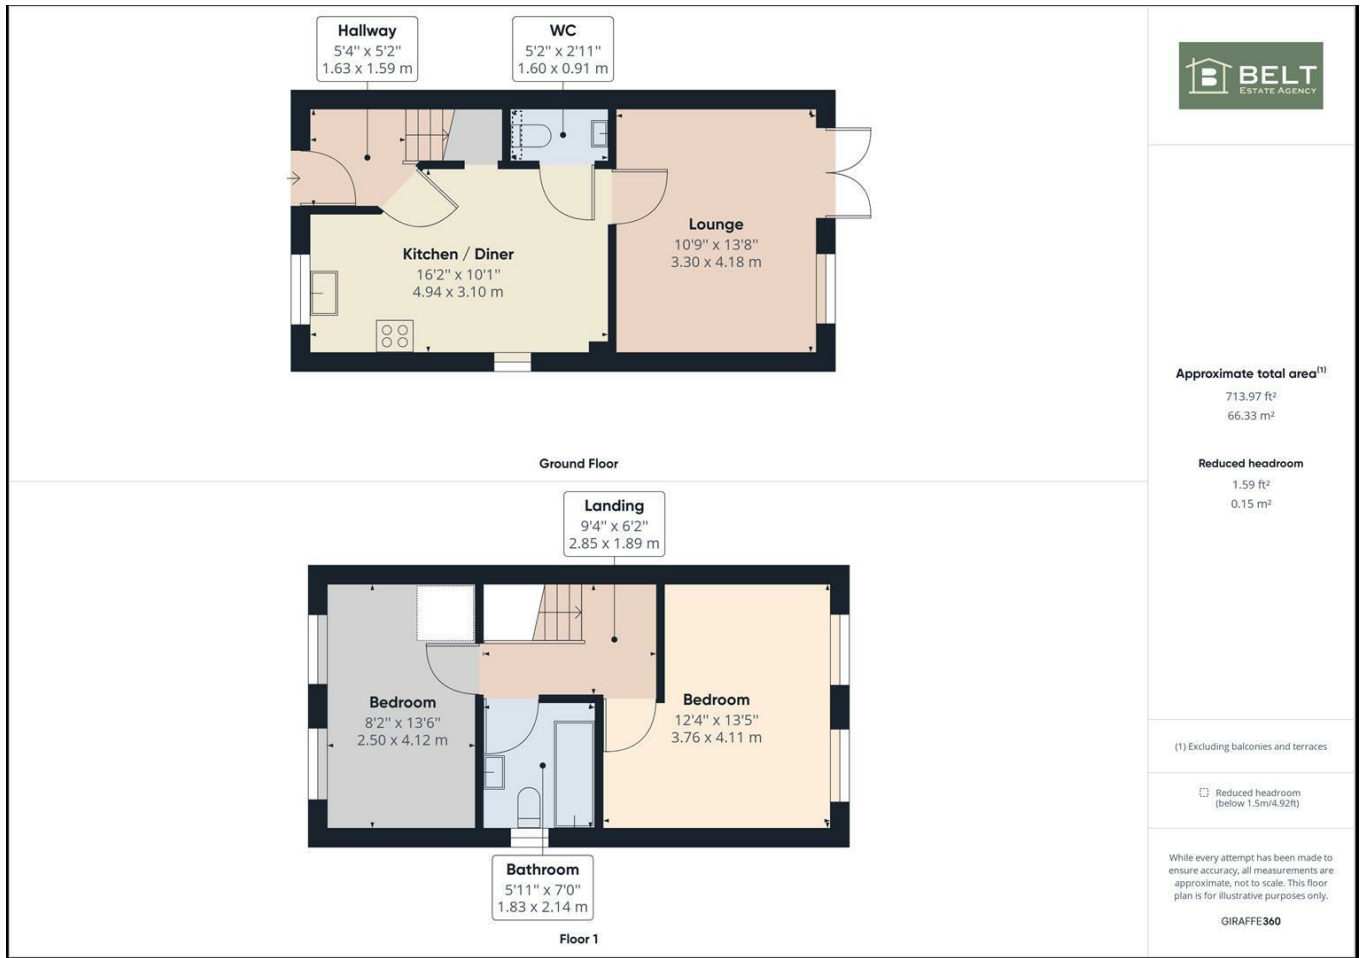 Hallway
5'4" x 5'2"
1.63 x 1.59 m
WC
5'2" x 2'11"
1.60 x 0.91 m
Kitchen / Diner
16'2" x 10'1"
4.94 x 3.10 m
Lounge
10'9" x 13'8"
3.30 x 4.18 m
Ground Floor
Landing
9'4" x 6'2"
2.85 x 1.89 m
Bedroom
8'2" x 13'6"
2.50 x 4.12 m
Bedroom
12'4" x 13'5"
3.76 x 4.11 m
Bathroom
5'11" x 7'0"
1.83 x 2.14 m
Floor 1
B BELT
ESTATE AGENCY
Approximate total area(1)
713.97 ft²
66.33 m²
Reduced headroom
1.59 ft²
0.15 m²
(1) Excluding balconies and terraces
Reduced headroom
(below 1.5m/4.92ft)
While every attempt has been made to
ensure accuracy, all measurements are
approximate, not to scale. This floor
plan is for illustrative purposes only.
GIRAFFE360